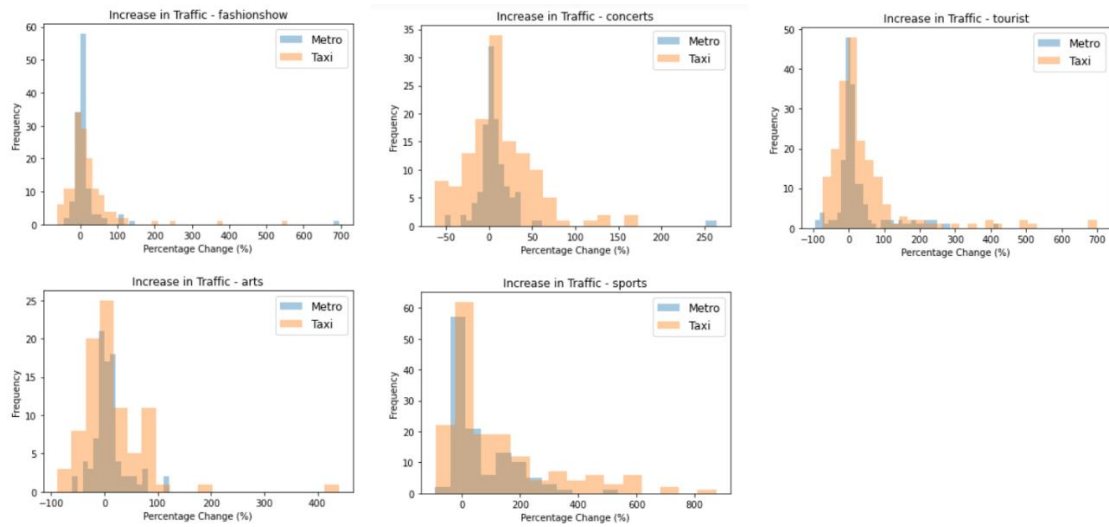 Increase in Traffic - fashionshow
Metro
Taxi
Frequency
60
50
40
30
20
10
0
0 100 200 300 400 500 600 700
Percentage Change (%)
Increase in Traffic - concerts
Metro
Taxi
Frequency
35
30
25
20
15
10
5
0
−50 0 50 100 150 200 250
Percentage Change (%)
Increase in Traffic - tourist
Metro
Taxi
Frequency
50
40
30
20
10
0
−100 0 100 200 300 400 500 600 700
Percentage Change (%)
Increase in Traffic - arts
Metro
Taxi
Frequency
25
20
15
10
5
0
−100 0 100 200 300 400
Percentage Change (%)
Increase in Traffic - sports
Metro
Taxi
Frequency
60
50
40
30
20
10
0
0 200 400 600 800
Percentage Change (%)